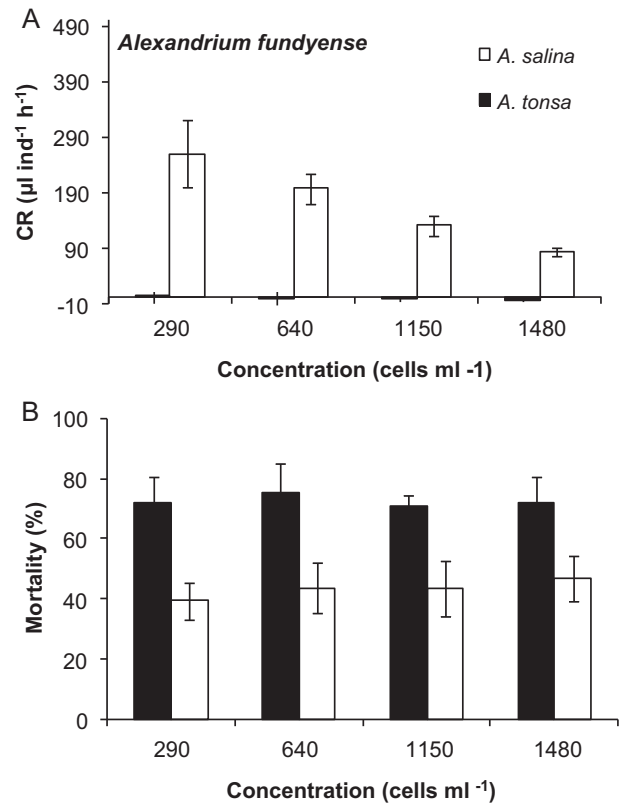 A
Alexandrium fundyense
A. salina
A. tonsa
CR (µl ind-1 h-1)
490
390
290
190
90
-10
290 640 1150 1480
Concentration (cells ml -1)
B
Mortality (%)
100
80
60
40
20
0
290 640 1150 1480
Concentration (cells ml -1)